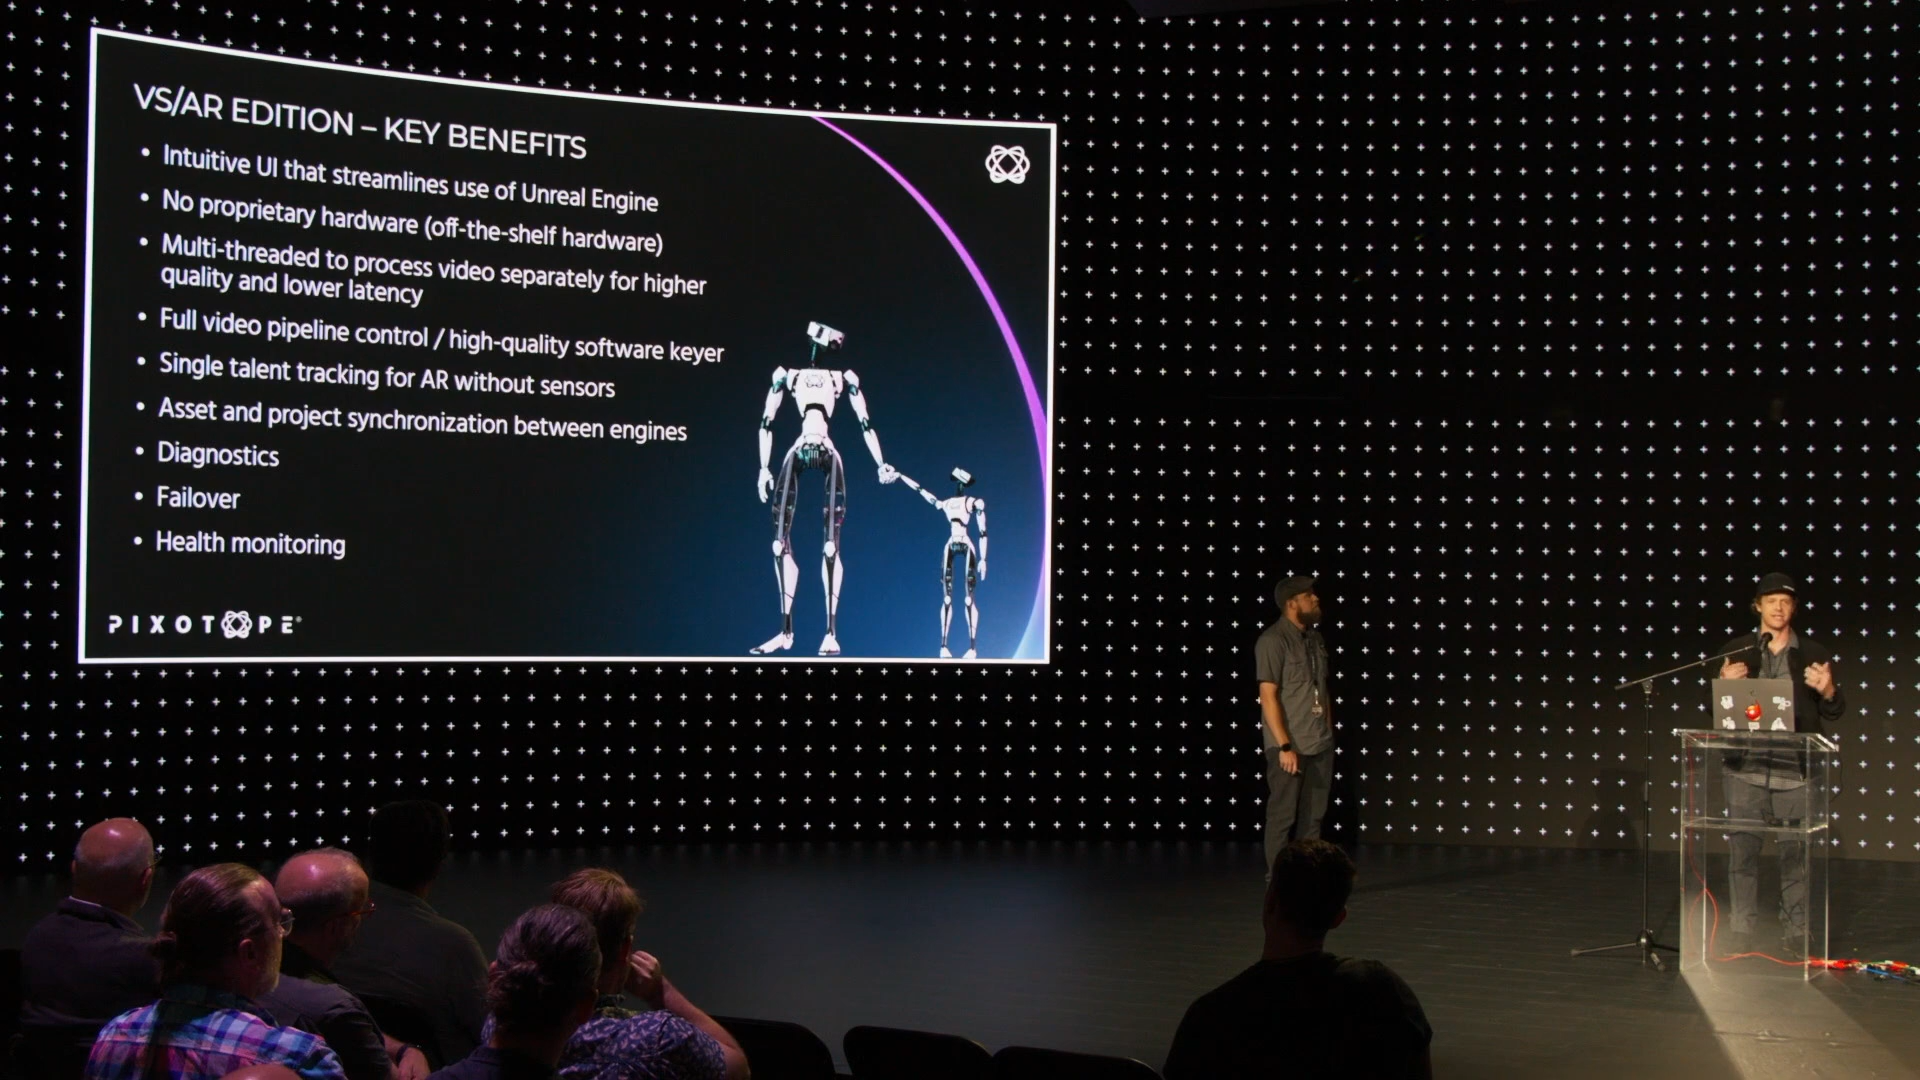 VS/AR EDITION – KEY BENEFITS
• Intuitive UI that streamlines use of Unreal Engine
• No proprietary hardware (off-the-shelf hardware)
• Multi-threaded to process video separately for higher
quality and lower latency
• Full video pipeline control / high-quality software keyer
• Single talent tracking for AR without sensors
• Asset and project synchronization between engines
• Diagnostics
• Failover
• Health monitoring
PIXOTOPE®